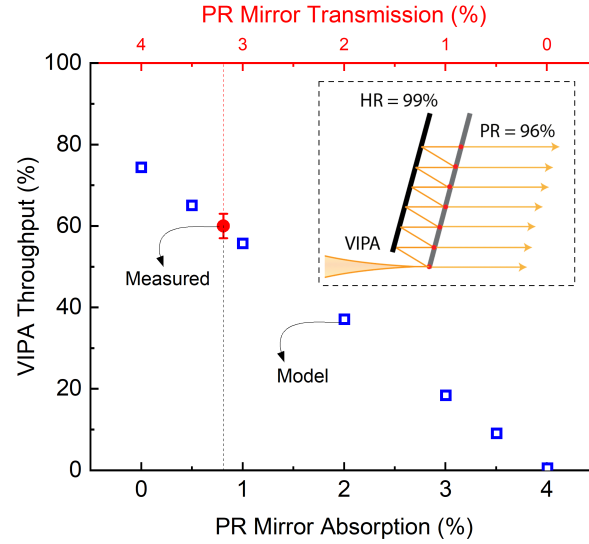 PR Mirror Transmission (%)
4 3 2 1 0
100
80
60
40
20
0
VIPA Throughput (%)
HR = 99%
PR = 96%
VIPA
Measured
Model
0 1 2 3 4
PR Mirror Absorption (%)